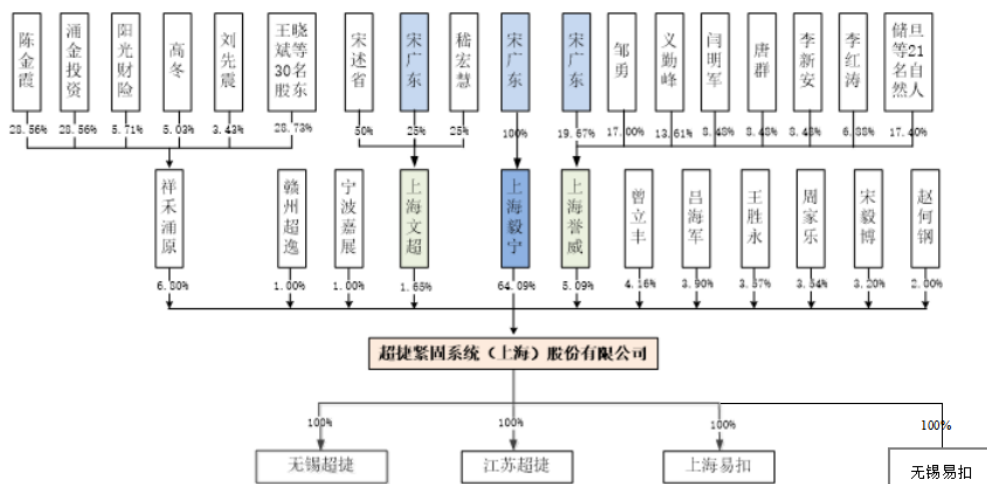 陈金霞
涌金投资
阳光财险
高冬
刘先震
王晓斌等30名股东
宋述省
宋广东
嵇宏慧
宋广东
宋广东
邹勇
义勤峰
闫明军
唐群
李新安
李红涛
储旦等21名自然人
28.56%
28.56%
5.71%
5.03%
3.43%
28.73%
50%
25%
25%
100%
19.67%
17.00%
13.61%
8.48%
8.48%
8.48%
6.88%
17.40%
祥禾涌原
赣州超逸
宁波嘉展
上海文超
上海毅宁
上海誉威
曾立丰
吕海军
王胜永
周家乐
宋毅博
赵何钢
6.80%
1.00%
1.00%
1.65%
64.09%
5.09%
4.16%
3.90%
3.57%
3.54%
3.20%
2.00%
超捷紧固系统（上海）股份有限公司
100%
100%
100%
100%
无锡超捷
江苏超捷
上海易扣
无锡易扣